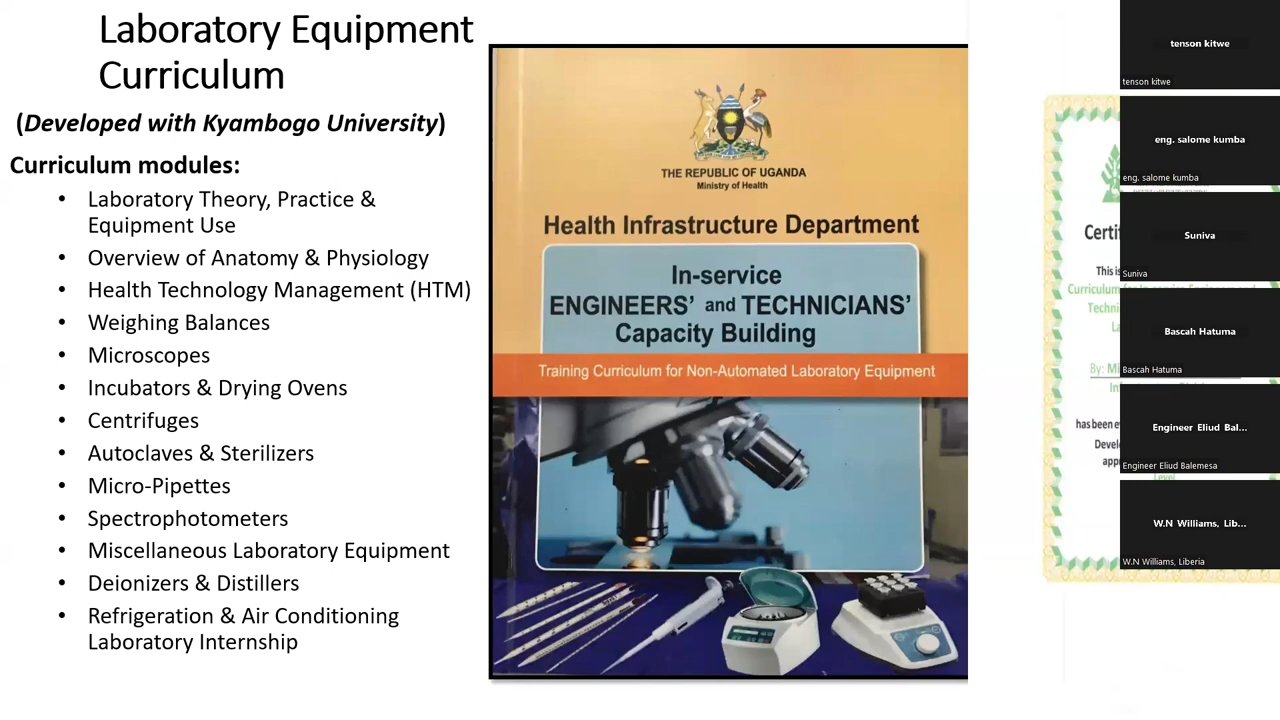 Laboratory Equipment
Curriculum
(Developed with Kyambogo University)
Curriculum modules:
• Laboratory Theory, Practice &
Equipment Use
• Overview of Anatomy & Physiology
• Health Technology Management (HTM)
• Weighing Balances
• Microscopes
• Incubators & Drying Ovens
• Centrifuges
• Autoclaves & Sterilizers
• Micro-Pipettes
• Spectrophotometers
• Miscellaneous Laboratory Equipment
• Deionizers & Distillers
• Refrigeration & Air Conditioning
Laboratory Internship
THE REPUBLIC OF UGANDA
Ministry of Health
Health Infrastructure Department
In-service
ENGINEERS' and TECHNICIANS'
Capacity Building
Training Curriculum for Non-Automated Laboratory Equipment
This is
By:
has been
Level
tenson kitwe
tenson kitwe
eng. salome kumba
eng. salome kumba
Suniva
Suniva
Bascah Hatuma
Bascah Hatuma
Engineer Eliud Bal...
Engineer Eliud Balemesa
W.N Williams, Lib...
W.N Williams, Liberia